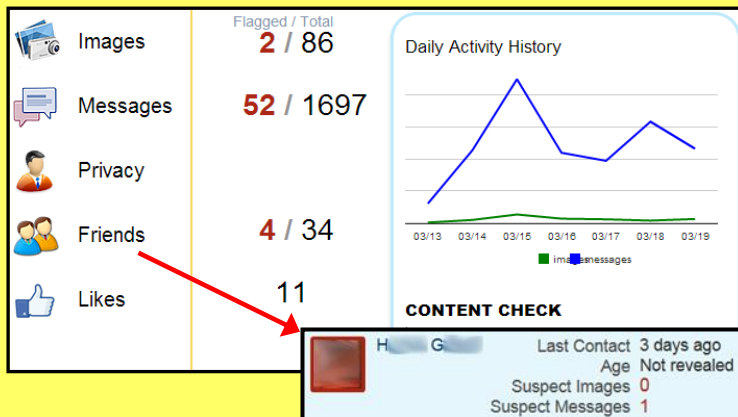 Flagged / Total
Images 2 / 86
Messages 52 / 1697
Privacy
Friends 4 / 34
Likes 11
Daily Activity History
03/13 03/14 03/15 03/16 03/17 03/18 03/19
images messages
CONTENT CHECK
H G
Last Contact 3 days ago
Age Not revealed
Suspect Images 0
Suspect Messages 1